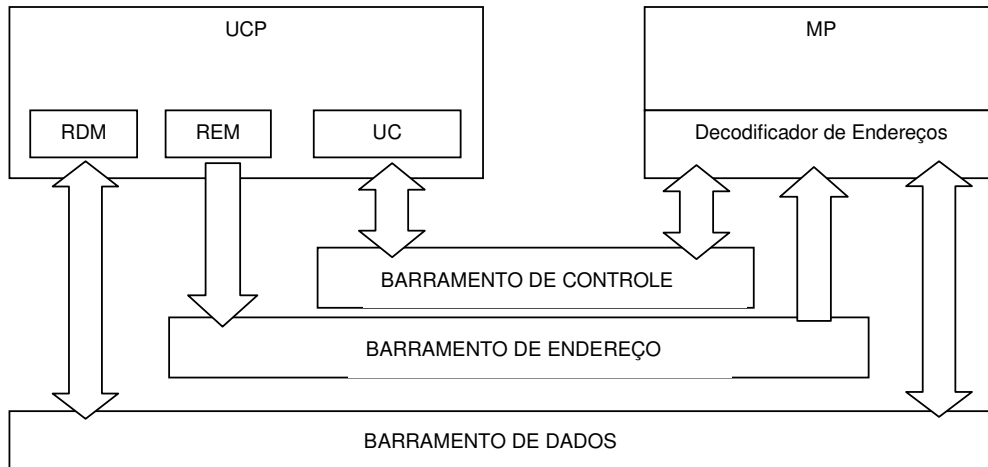 UCP
MP
RDM
REM
UC
Decodificador de Endereços
BARRAMENTO DE CONTROLE
BARRAMENTO DE ENDEREÇO
BARRAMENTO DE DADOS